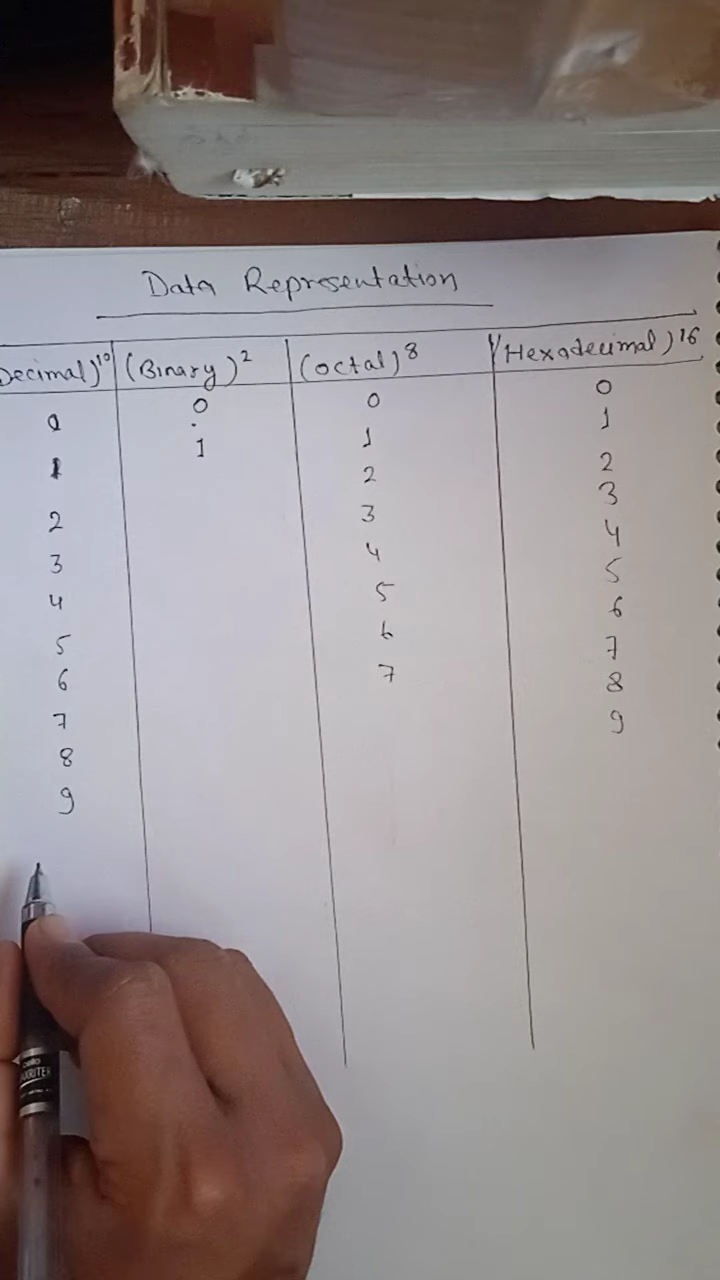 Data Representation
Decimal)10 (Binary)2 (Octal)8 (Hexadecimal)16
0 0 0 0
1 1 1 1
2 2 2
3 3 3
4 4 4
5 5 5
6 6 6
7 7 7
8 8
9 9
cello